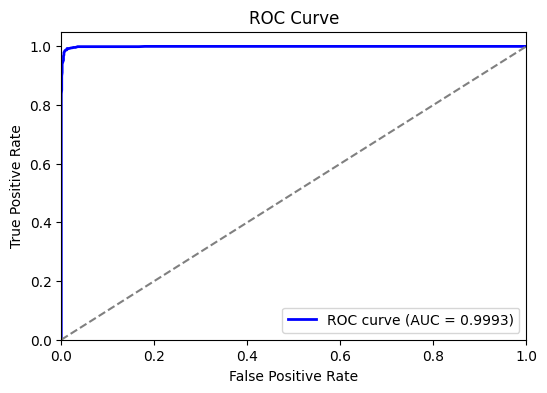 ROC Curve
True Positive Rate
1.0
0.8
0.6
0.4
0.2
0.0
0.0 0.2 0.4 0.6 0.8 1.0
False Positive Rate
ROC curve (AUC = 0.9993)